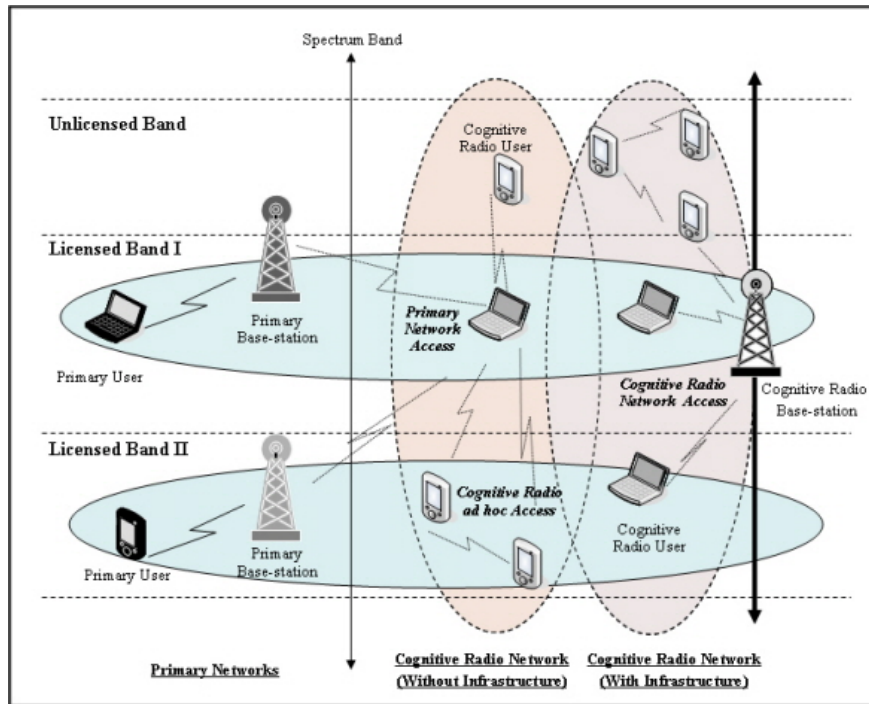 Spectrum Band
Unlicensed Band
Cognitive
Radio User
Licensed Band I
Primary
Base-station
Primary User
Primary
Network
Access
Cognitive Radio
Network Access
Cognitive Radio
Base-station
Licensed Band II
Primary
Base-station
Primary User
Cognitive Radio
ad hoc Access
Cognitive
Radio User
Primary Networks
Cognitive Radio Network
(Without Infrastructure)
Cognitive Radio Network
(With Infrastructure)